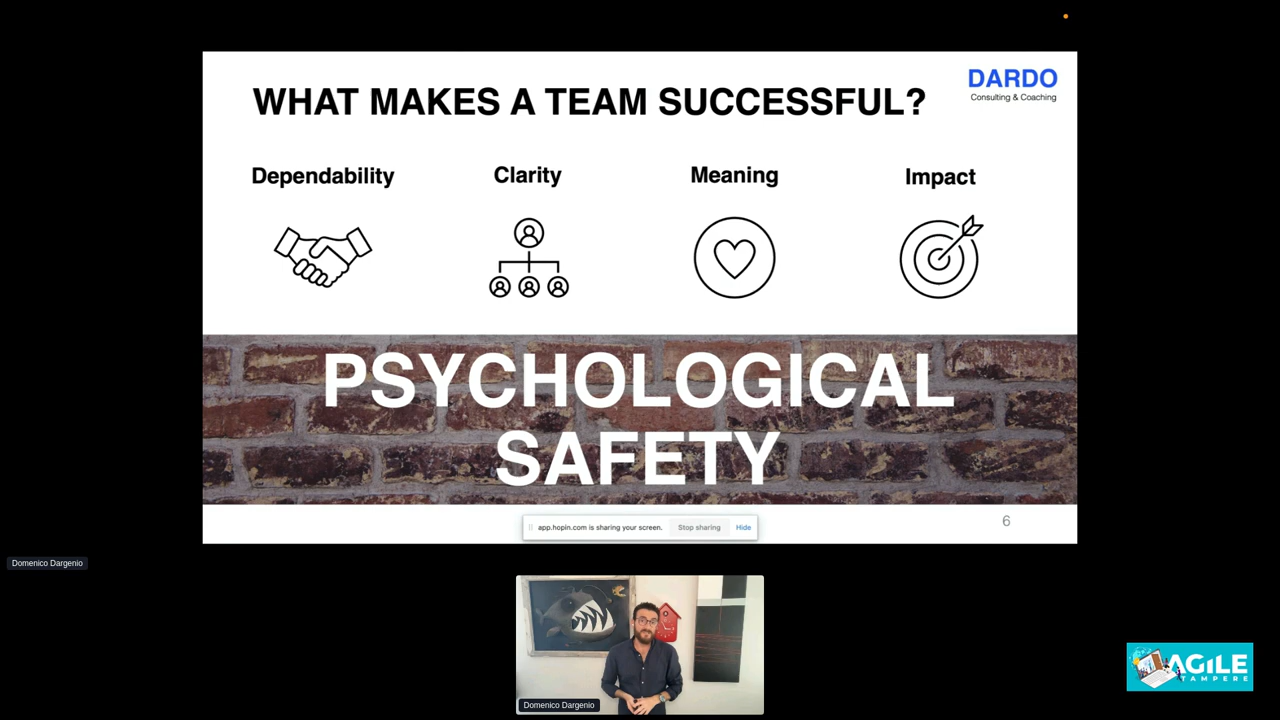 DARDO
Consulting & Coaching
WHAT MAKES A TEAM SUCCESSFUL?
Dependability
Clarity
Meaning
Impact
PSYCHOLOGICAL
SAFETY
6
app.hopin.com is sharing your screen.
Stop sharing
Hide
Domenico Dargenio
Domenico Dargenio
AGILE
TAMPERE